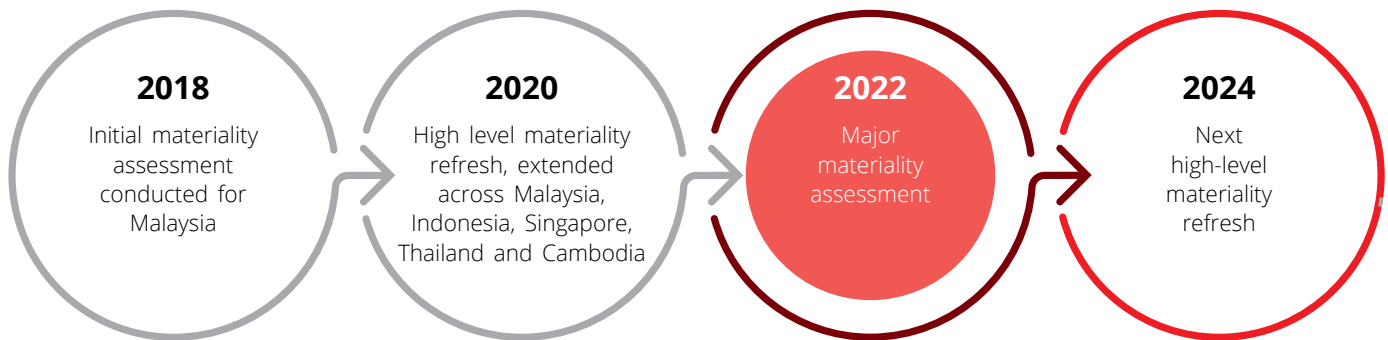 2018
Initial materiality
assessment
conducted for
Malaysia
2020
High level materiality
refresh, extended
across Malaysia,
Indonesia, Singapore,
Thailand and Cambodia
2022
Major
materiality
assessment
2024
Next
high-level
materiality
refresh